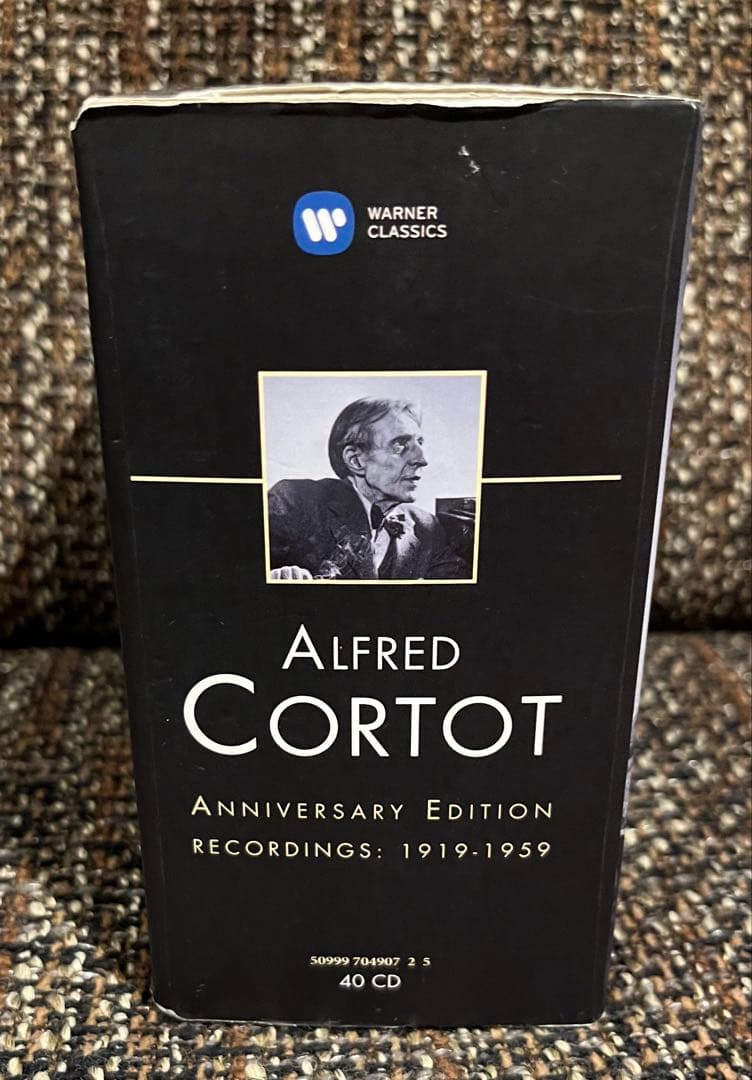 WARNER
CLASSICS
ALFRED
CORTOT
ANNIVERSARY EDITION
RECORDINGS: 1919-1959
50999 704907 2 5
40 CD